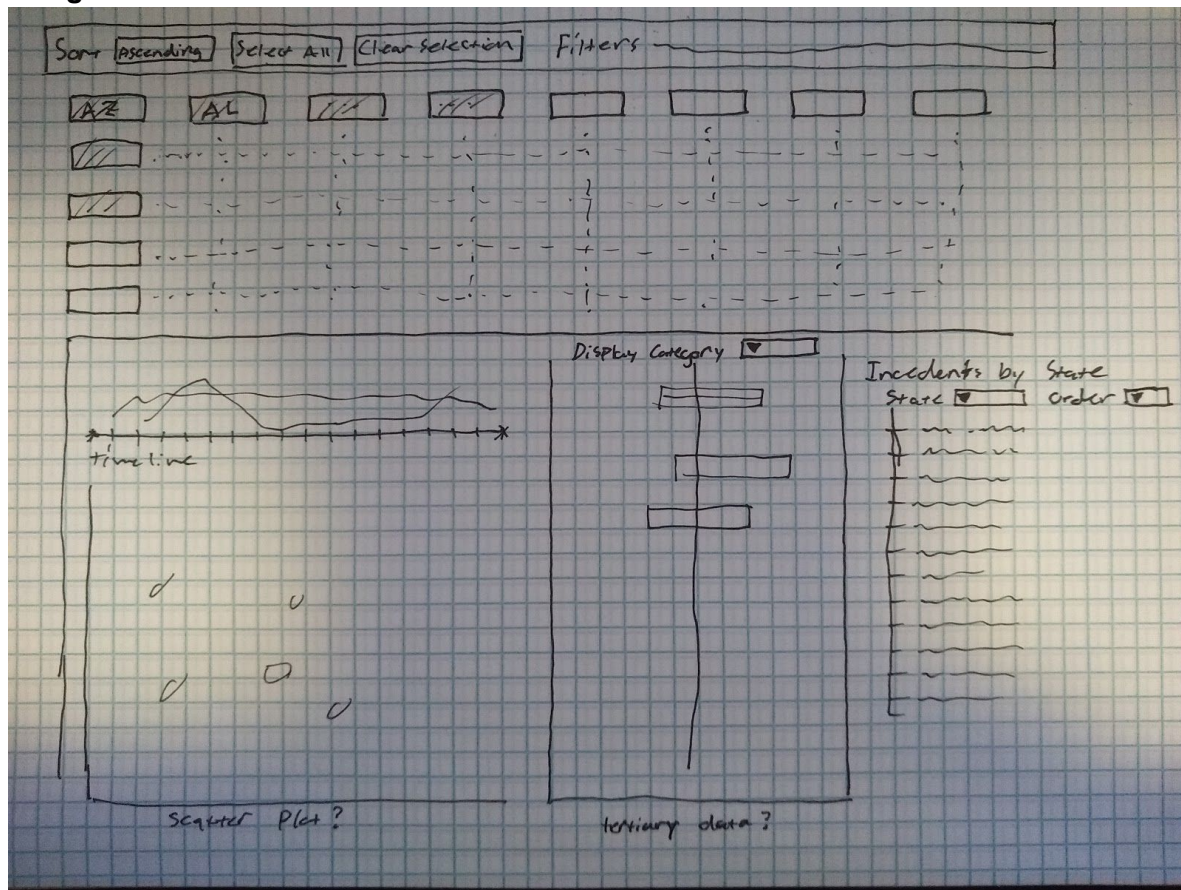 Sort Ascending Select All Clear Selection Filters
AZ AL
Display Category
Incedents by State
State Order
timeline
Scatter Plot?
tertiary data?